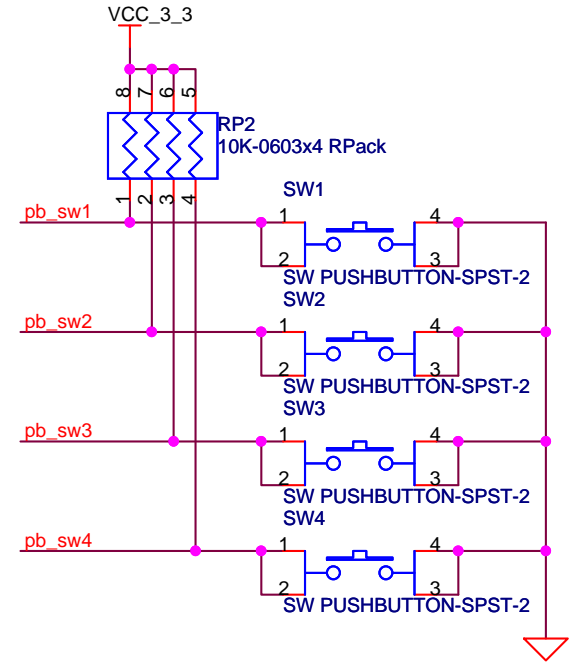 VCC_3_3
8 7 6 5
RP2
10K-0603x4 RPack
1 2 3 4
SW1
pb_sw1
1 4
2 3
SW PUSHBUTTON-SPST-2
SW2
pb_sw2
1 4
2 3
SW PUSHBUTTON-SPST-2
SW3
pb_sw3
1 4
2 3
SW PUSHBUTTON-SPST-2
SW4
pb_sw4
1 4
2 3
SW PUSHBUTTON-SPST-2